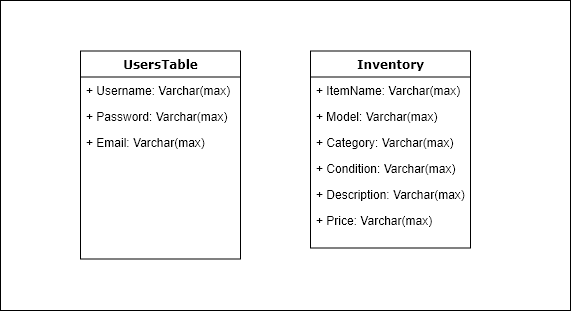 UsersTable
+ Username: Varchar(max)
+ Password: Varchar(max)
+ Email: Varchar(max)
Inventory
+ ItemName: Varchar(max)
+ Model: Varchar(max)
+ Category: Varchar(max)
+ Condition: Varchar(max)
+ Description: Varchar(max)
+ Price: Varchar(max)